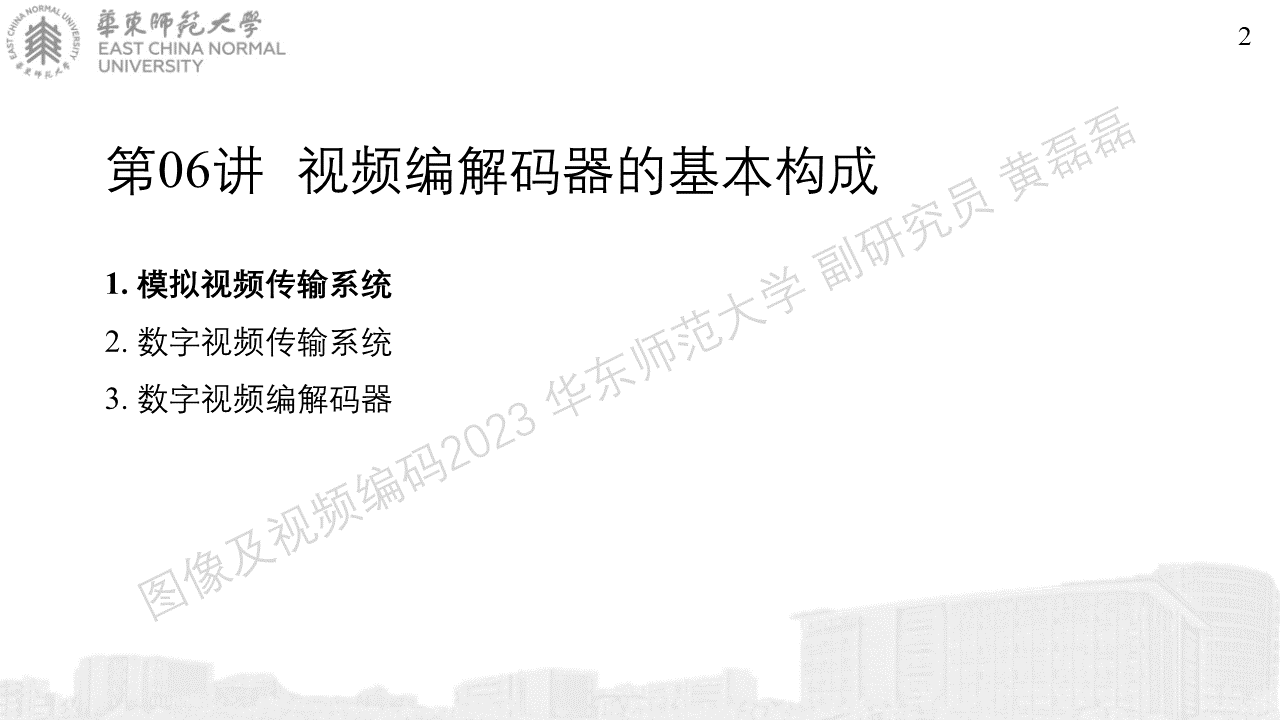 華東師範大學
EAST CHINA NORMAL
UNIVERSITY
EAST CHINA NORMAL UNIVERSITY
華東師範大學
2
第06讲 视频编解码器的基本构成
1. 模拟视频传输系统
2. 数字视频传输系统
3. 数字视频编解码器
图像及视频编码2023 华东师范大学 副研究员 黄磊磊